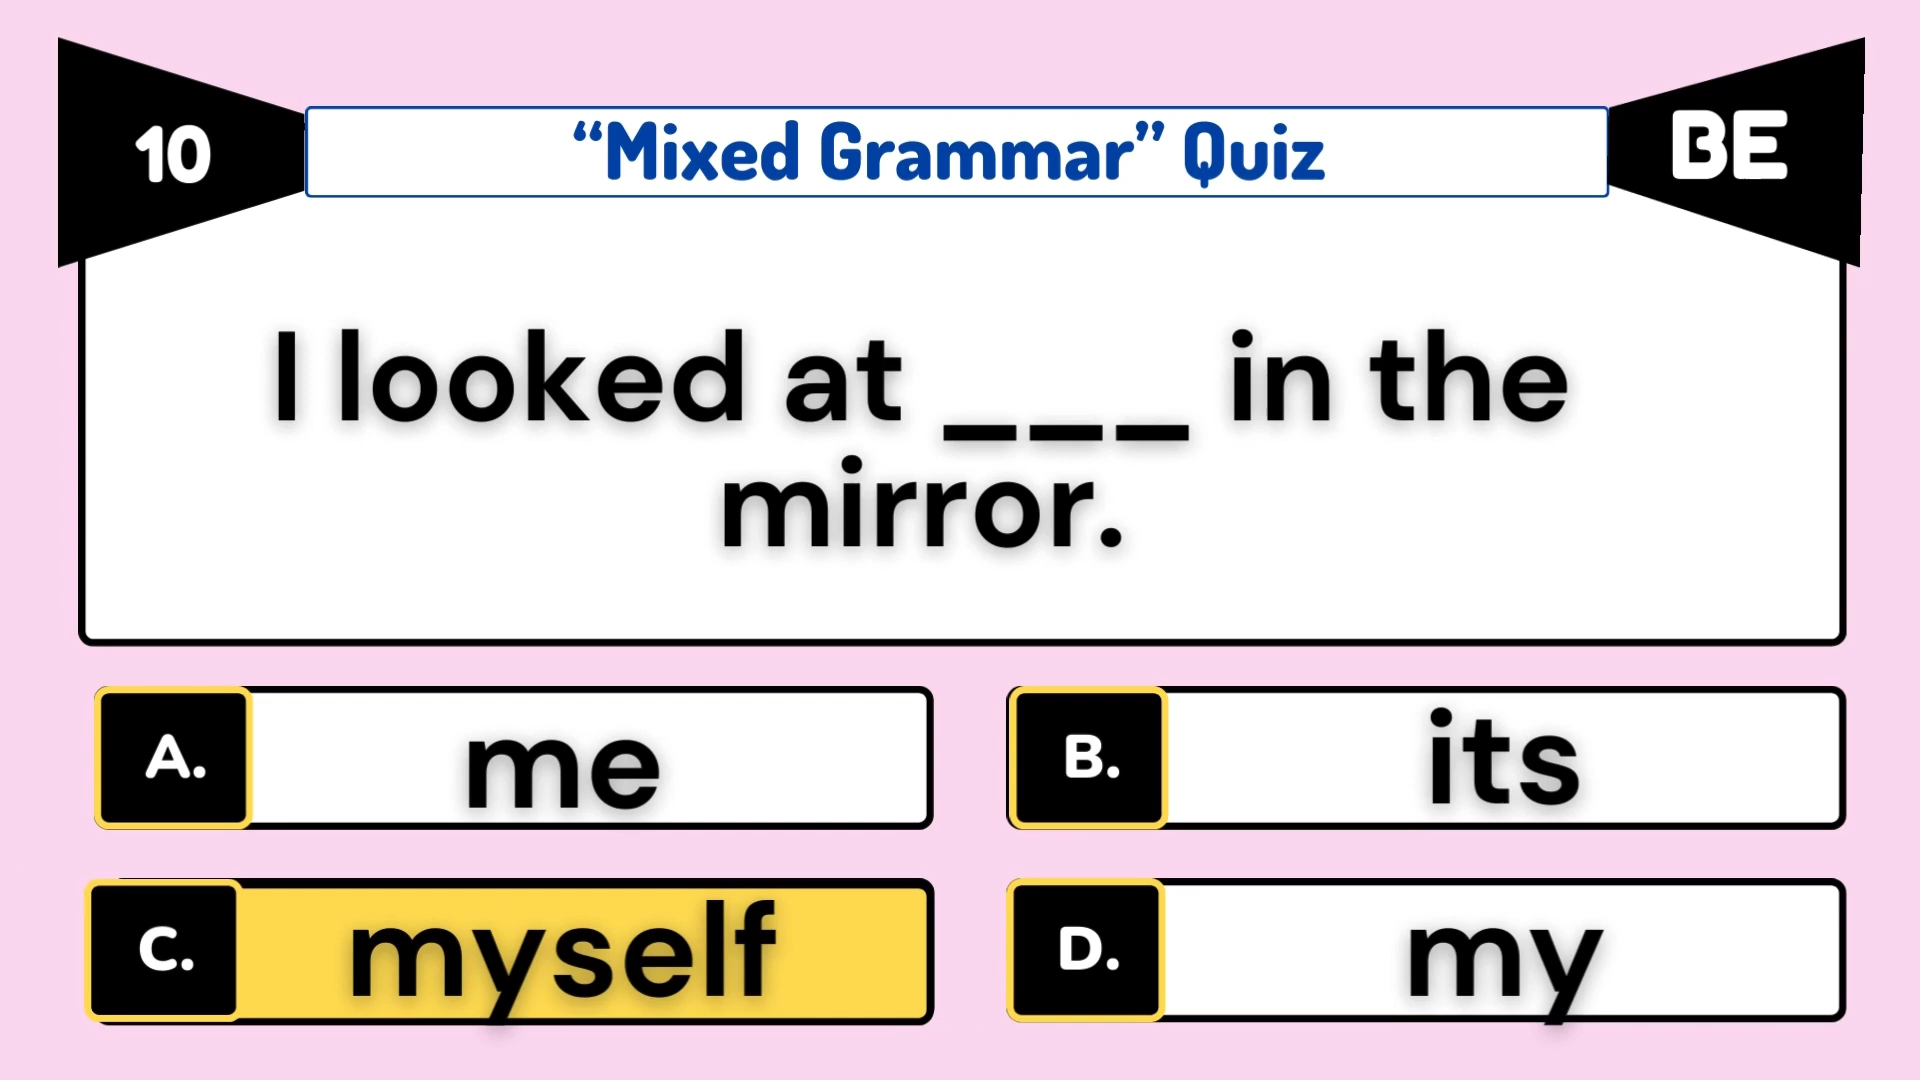 10
“Mixed Grammar” Quiz
BE
I looked at ___ in the
mirror.
A. me
B. its
C. myself
D. my